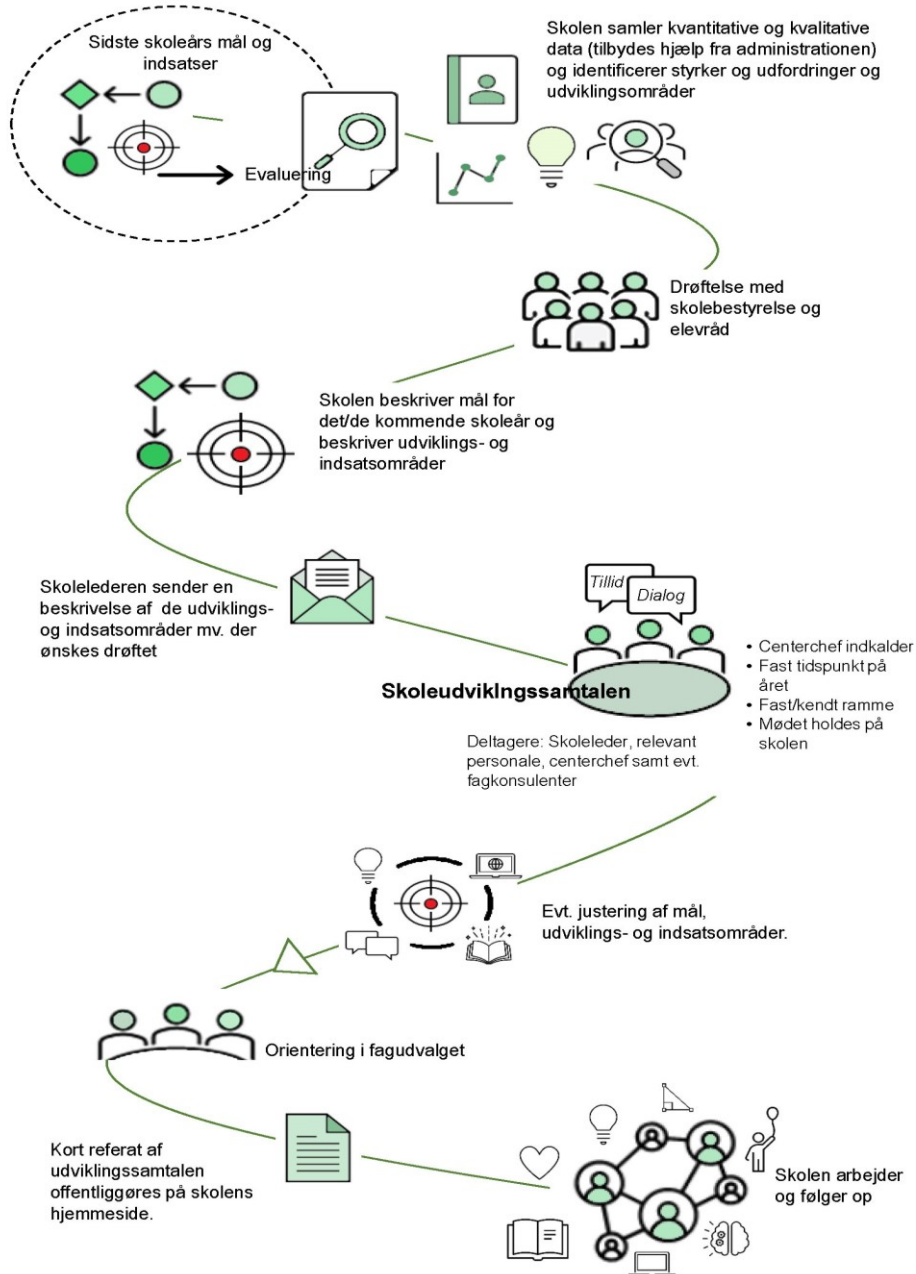 Sidste skoleårs mål og
indsatser
Evaluering
Skolen samler kvantitative og kvalitative
data (tilbydes hjælp fra administrationen)
og identificerer styrker og udfordringer og
udviklingsområder
Drøftelse med
skolebestyrelse og
elevråd
Skolen beskriver mål for
det/de kommende skoleår og
beskriver udviklings- og
indsatsområder
Skolelederen sender en
beskrivelse af de udviklings-
og indsatsområder mv. der
ønskes drøftet
Tillid
Dialog
Skoleudviklngssamtalen
• Centerchef indkalder
• Fast tidspunkt på
året
• Fast/kendt ramme
• Mødet holdes på
skolen
Deltagere: Skoleleder, relevant
personale, centerchef samt evt.
fagkonsulenter
Evt. justering af mål,
udviklings- og indsatsområder.
Orientering i fagudvalget
Kort referat af
udviklingssamtalen
offentliggøres på skolens
hjemmeside.
Skolen arbejder
og følger op